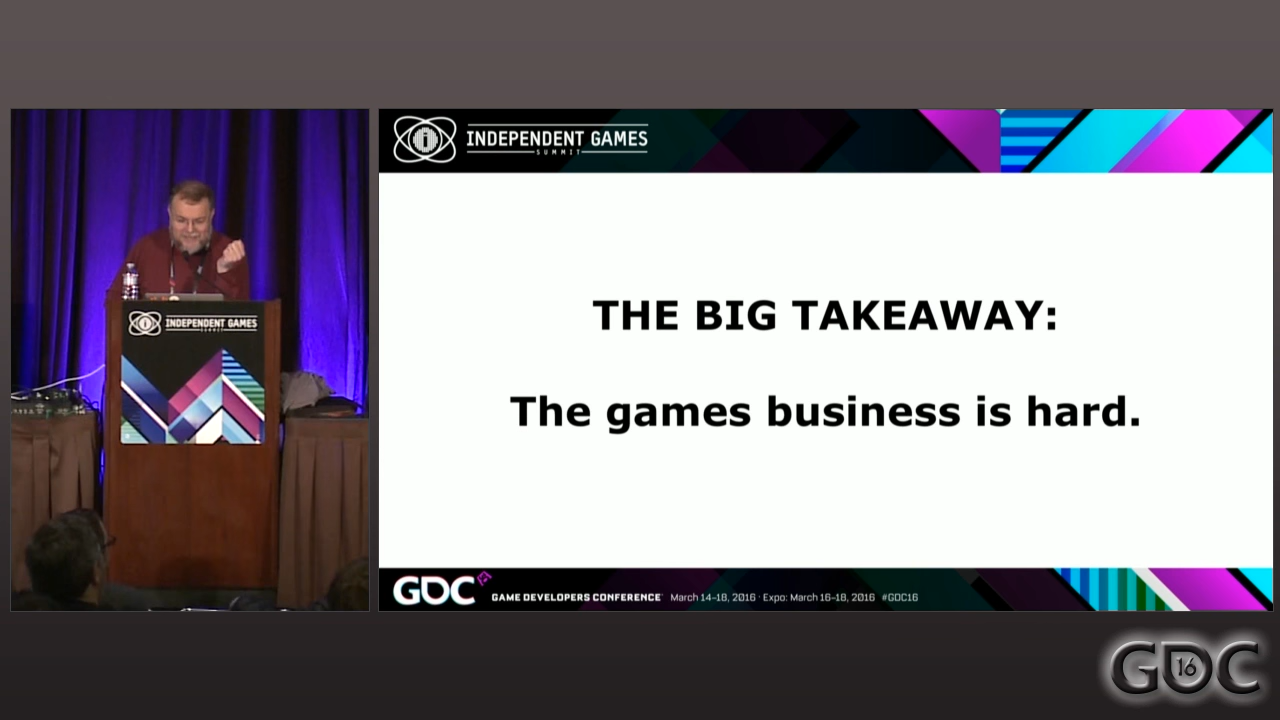 INDEPENDENT GAMES
SUMMIT
INDEPENDENT GAMES
SUMMIT
THE BIG TAKEAWAY:
The games business is hard.
GDC GAME DEVELOPERS CONFERENCE March 14-18, 2016 · Expo: March 16-18, 2016 #GDC16
GDC 16